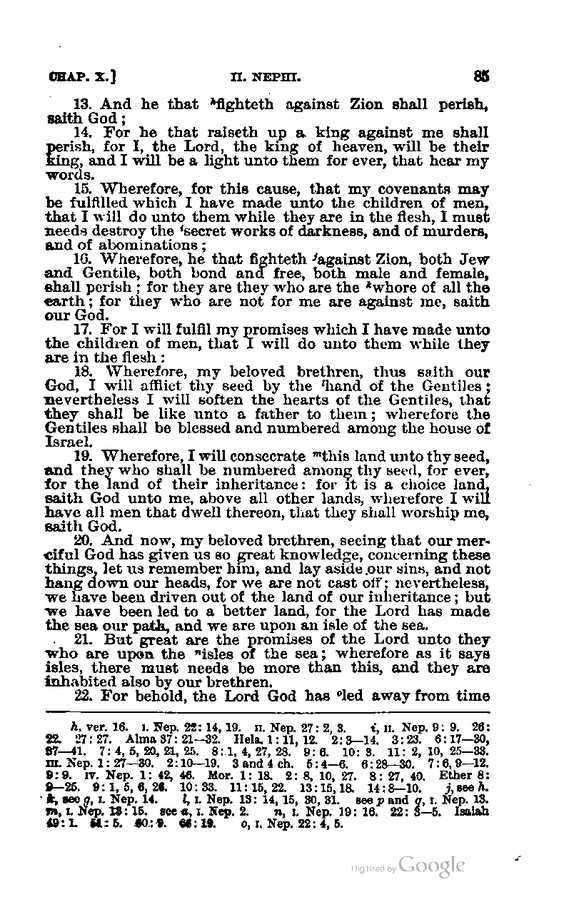 CHAP. X.] II. NEPHI. 85
13. And he that ʰfighteth against Zion shall perish,
saith God;
14. For he that raiseth up a king against me shall
perish, for I, the Lord, the king of heaven, will be their
king, and I will be a light unto them for ever, that hear my
words.
15. Wherefore, for this cause, that my covenants may
be fulfilled which I have made unto the children of men,
that I will do unto them while they are in the flesh, I must
needs destroy the ⁱsecret works of darkness, and of murders,
and of abominations;
16. Wherefore, he that fighteth ʲagainst Zion, both Jew
and Gentile, both bond and free, both male and female,
shall perish; for they are they who are the ᵏwhore of all the
earth; for they who are not for me are against me, saith
our God.
17. For I will fulfil my promises which I have made unto
the children of men, that I will do unto them while they
are in the flesh:
18. Wherefore, my beloved brethren, thus saith our
God, I will afflict thy seed by the ˡhand of the Gentiles;
nevertheless I will soften the hearts of the Gentiles, that
they shall be like unto a father to them; wherefore the
Gentiles shall be blessed and numbered among the house of
Israel.
19. Wherefore, I will consecrate ᵐthis land unto thy seed,
and they who shall be numbered among thy seed, for ever,
for the land of their inheritance: for it is a choice land,
saith God unto me, above all other lands, wherefore I will
have all men that dwell thereon, that they shall worship me,
saith God.
20. And now, my beloved brethren, seeing that our mer-
ciful God has given us so great knowledge, concerning these
things, let us remember him, and lay aside our sins, and not
hang down our heads, for we are not cast off; nevertheless,
we have been driven out of the land of our inheritance; but
we have been led to a better land, for the Lord has made
the sea our path, and we are upon an isle of the sea.
21. But great are the promises of the Lord unto they
who are upon the ⁿisles of the sea; wherefore as it says
isles, there must needs be more than this, and they are
inhabited also by our brethren.
22. For behold, the Lord God has ᵒled away from time
h, ver. 16. I. Nep. 22: 14, 19. II. Nep. 27: 2, 3. i, II. Nep. 9: 9. 26:
22. 27: 27. Alma 37: 21—32. Hela. 1: 11, 12. 2: 3—14. 3: 23. 6: 17—30,
37—41. 7: 4, 5, 20, 21, 25. 8: 1, 4, 27, 28. 9: 6. 10: 3. 11: 2, 10, 25—33.
III. Nep. 1: 27—30. 2: 10—19. 3 and 4 ch. 5: 4—6. 6: 28—30. 7: 6, 9—12.
9: 9. IV. Nep. 1: 42, 46. Mor. 1: 18. 2: 8, 10, 27. 8: 27, 40. Ether 8:
9—25. 9: 1, 5, 6, 26. 10: 33. 11: 15, 22. 13: 15, 18. 14: 8—10. j, see h.
k, see g, I. Nep. 14. l, I. Nep. 13: 14, 15, 30, 31. see p and q, I. Nep. 13.
m, I. Nep. 13: 15. see a, I. Nep. 2. n, I. Nep. 19: 16. 22: 3—5. Isaiah
49: 1. 51: 5. 60: 9. 66: 19. o, I. Nep. 22: 4, 5.
Digitized by Google